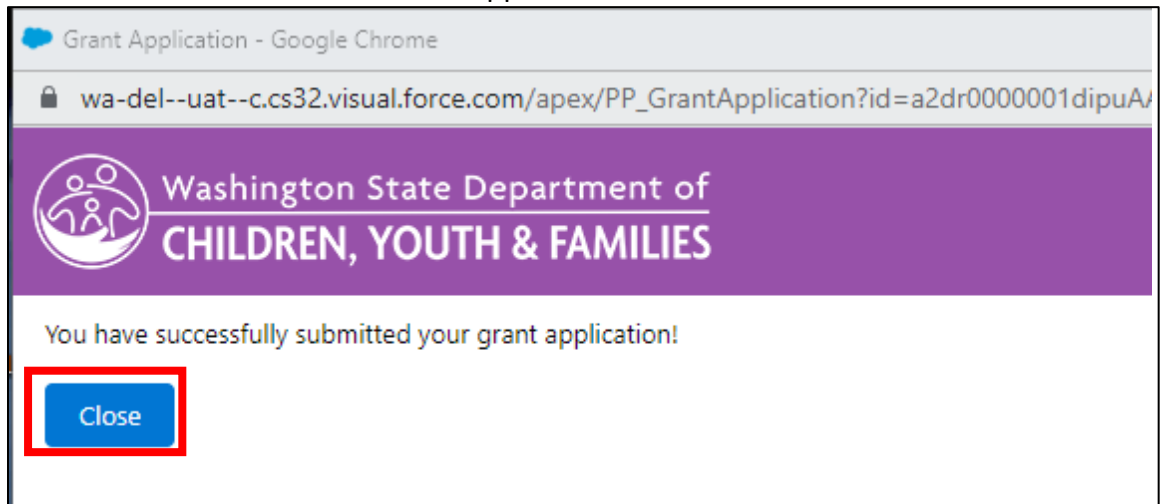 Grant Application - Google Chrome
wa-del--uat--c.cs32.visual.force.com/apex/PP_GrantApplication?id=a2dr0000001dipuA
Washington State Department of
CHILDREN, YOUTH & FAMILIES
You have successfully submitted your grant application!
Close